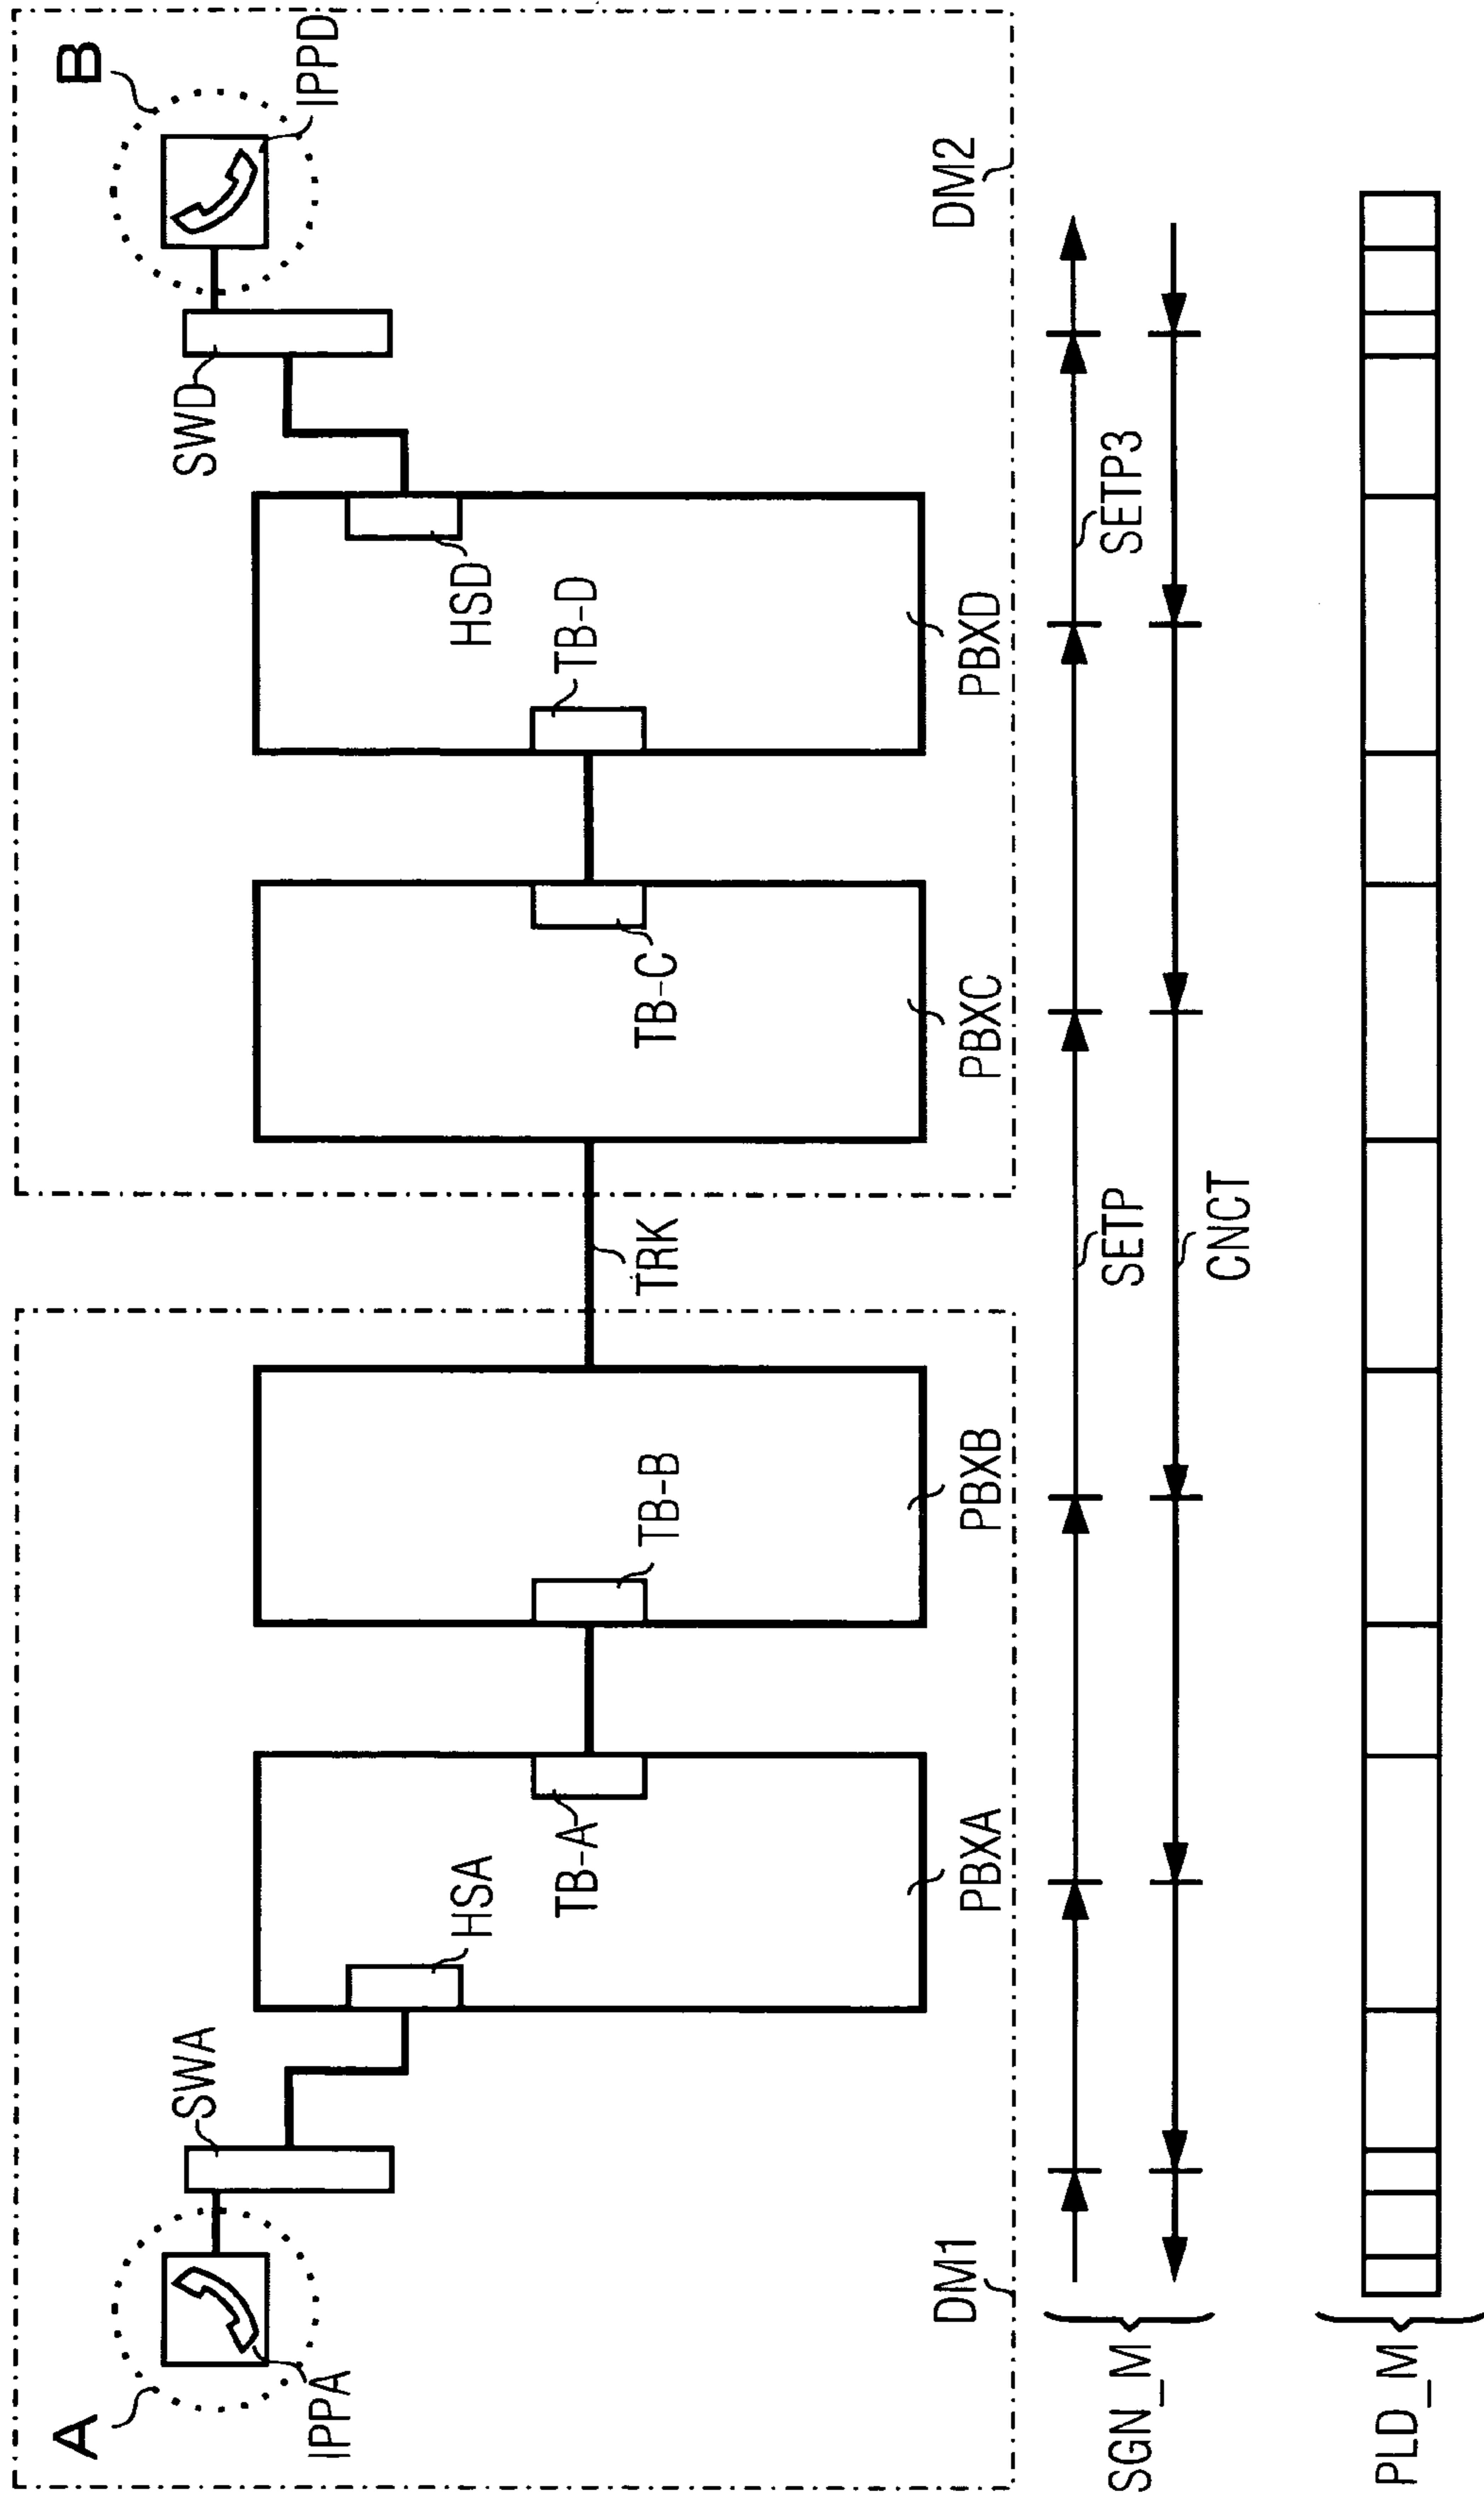 A
IPPA
SWA
HSA
TB-A
PBXA
TB-B
PBXB
DM1
TRK
TB-C
PBXC
TB-D
HSD
PBXD
SWD
B
IPPD
DM2
SGN_M
SETP
SETP3
CNCT
PLD_M